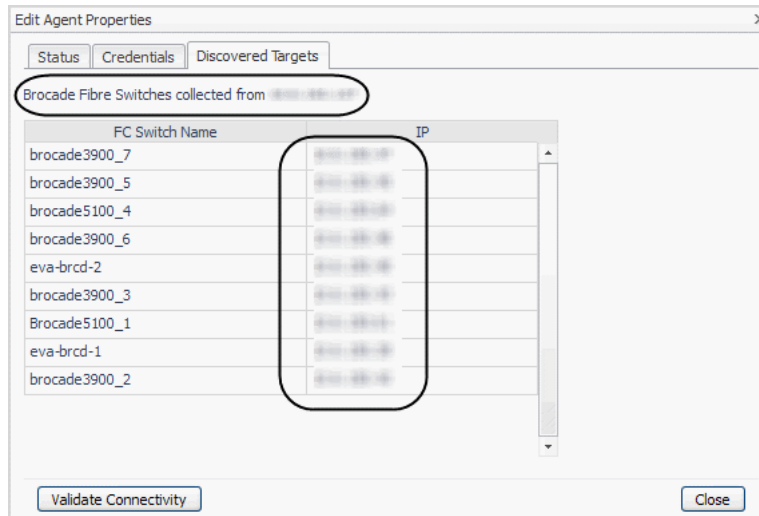 Edit Agent Properties
Status Credentials Discovered Targets
Brocade Fibre Switches collected from
FC Switch Name IP
brocade3900_7
brocade3900_5
brocade5100_4
brocade3900_6
eva-brcd-2
brocade3900_3
Brocade5100_1
eva-brcd-1
brocade3900_2
Validate Connectivity Close